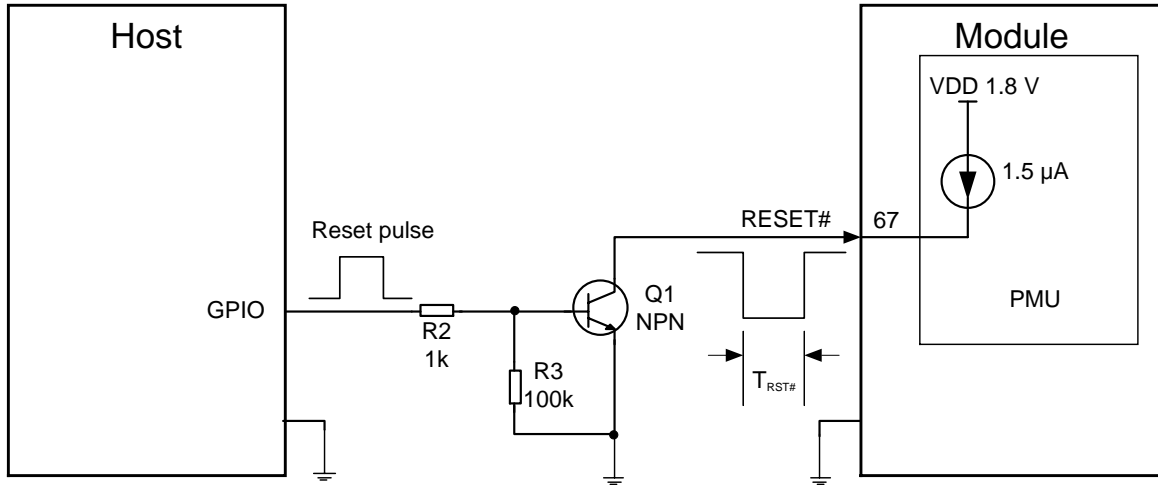 Host
Module
VDD 1.8 V
1.5 µA
RESET#
67
Reset pulse
GPIO
Q1
NPN
PMU
R2
1k
R3
100k
TRST#